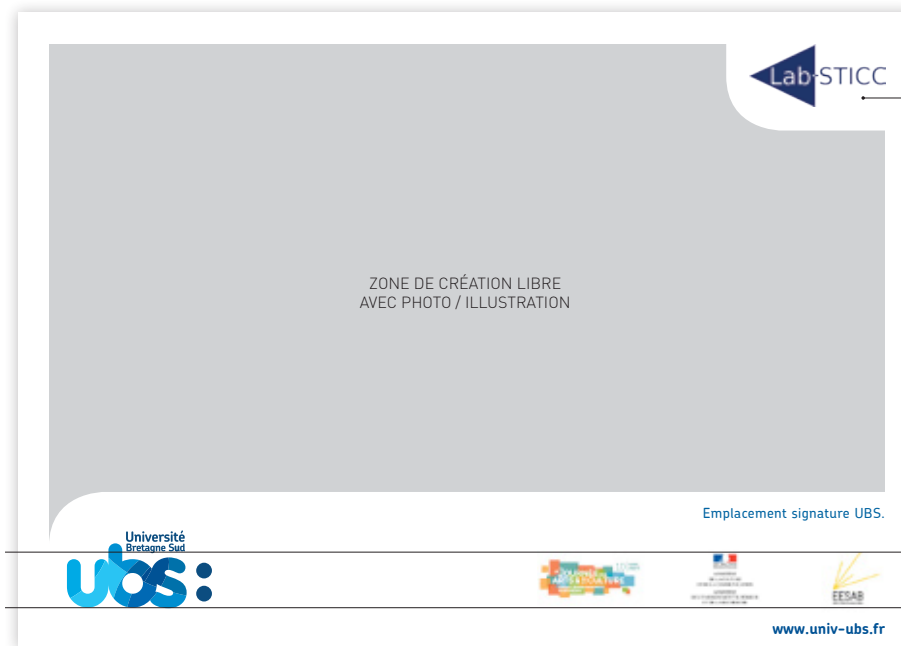 Lab-STICC
ZONE DE CRÉATION LIBRE
AVEC PHOTO / ILLUSTRATION
Emplacement signature UBS.
Université
Bretagne Sud
ubs:
EESAB
www.univ-ubs.fr